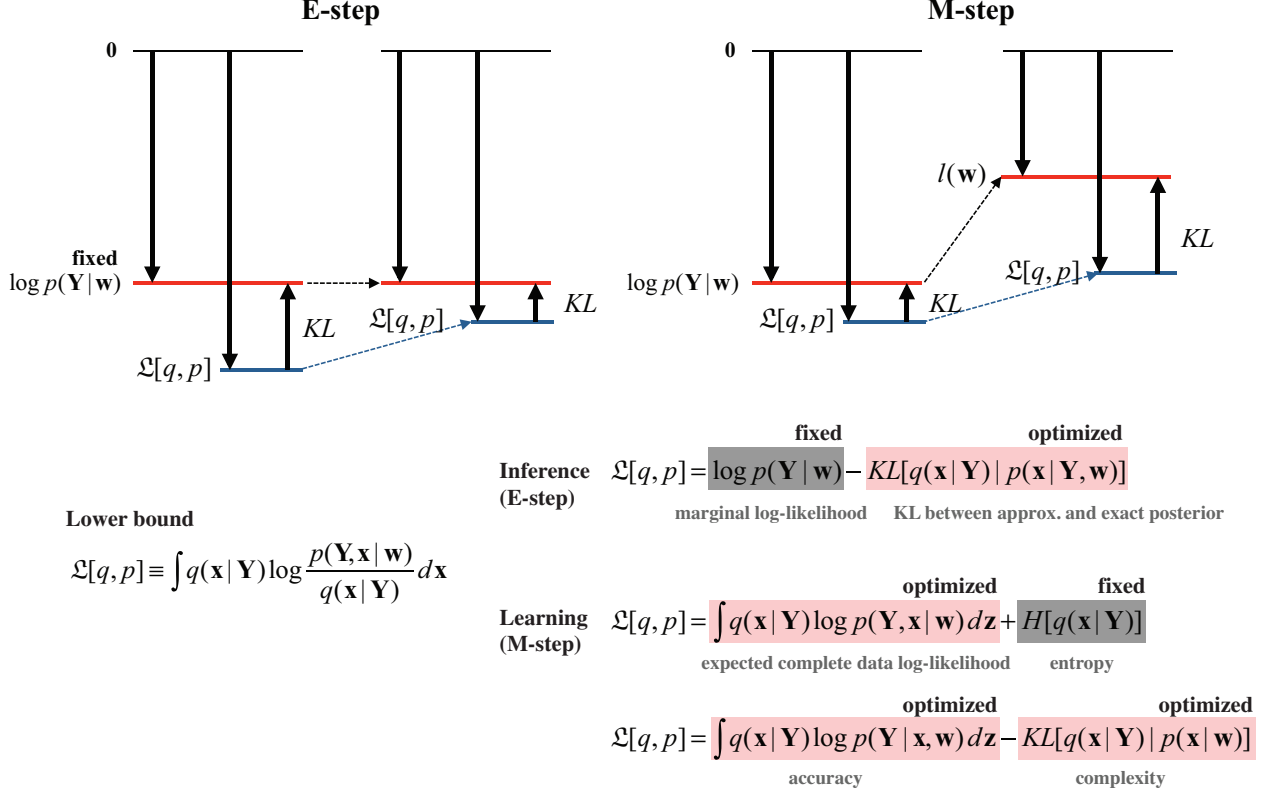 E-step
M-step
0
0
fixed
log p(Y | w)
KL
𝔏[q, p]
𝔏[q, p]
KL
log p(Y | w)
KL
𝔏[q, p]
l(w)
𝔏[q, p]
KL
Lower bound
𝔏[q, p] ≡ ∫ q(x | Y) log p(Y, x | w) / q(x | Y) dx
fixed optimized
Inference (E-step) 𝔏[q, p] = log p(Y | w) − KL[q(x | Y) | p(x | Y, w)]
marginal log-likelihood KL between approx. and exact posterior
optimized fixed
Learning (M-step) 𝔏[q, p] = ∫ q(x | Y) log p(Y, x | w) dz + H[q(x | Y)]
expected complete data log-likelihood entropy
optimized optimized
𝔏[q, p] = ∫ q(x | Y) log p(Y | x, w) dz − KL[q(x | Y) | p(x | w)]
accuracy complexity